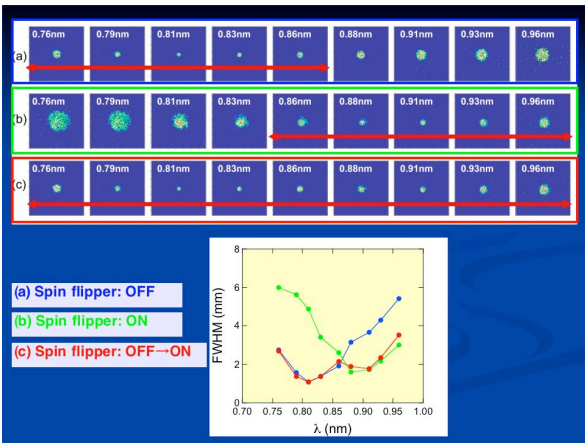 0.76nm 0.79nm 0.81nm 0.83nm 0.86nm 0.88nm 0.91nm 0.93nm 0.96nm
(a)
0.76nm 0.79nm 0.81nm 0.83nm 0.86nm 0.88nm 0.91nm 0.93nm 0.96nm
(b)
0.76nm 0.79nm 0.81nm 0.83nm 0.86nm 0.88nm 0.91nm 0.93nm 0.96nm
(c)
(a) Spin flipper: OFF
(b) Spin flipper: ON
(c) Spin flipper: OFF→ON
8
6
4
2
0
FWHM (mm)
0.70 0.75 0.80 0.85 0.90 0.95 1.00
λ (nm)